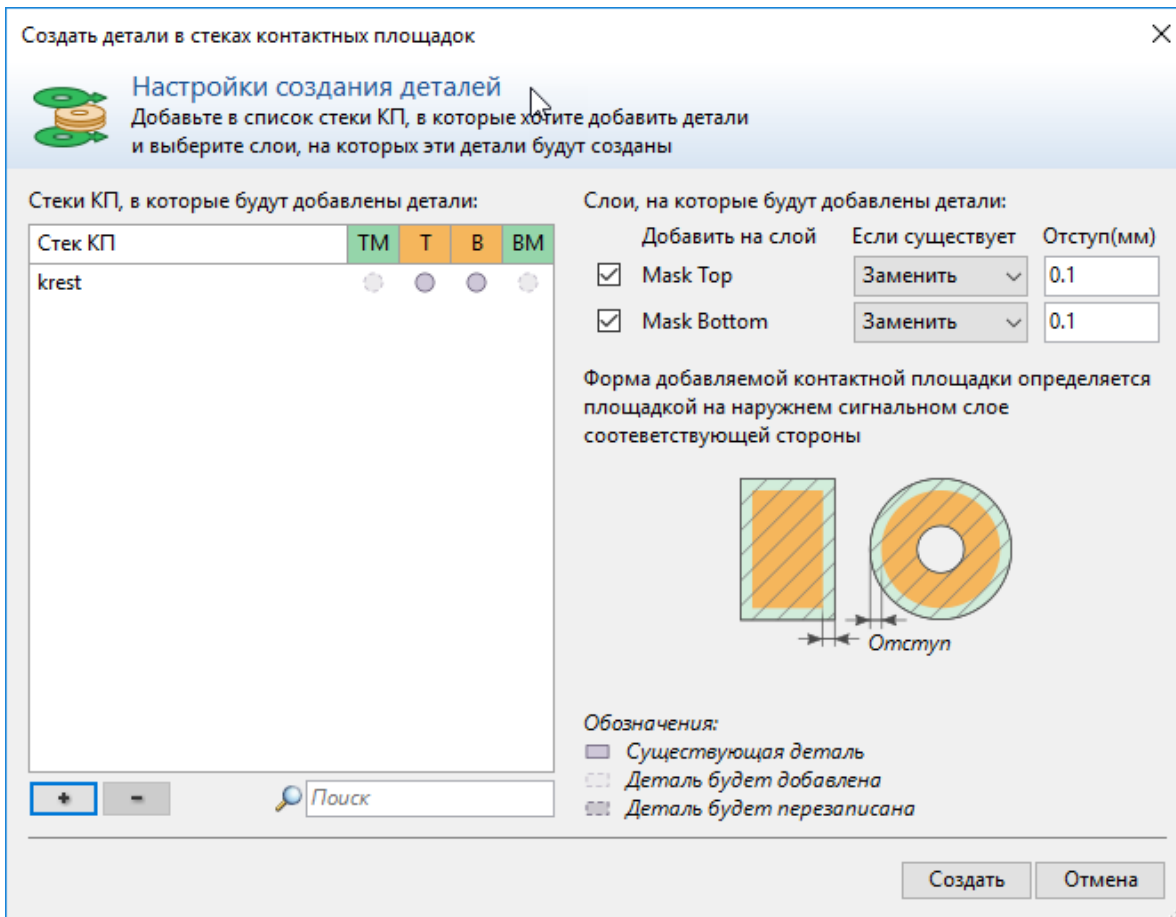 Создать детали в стеках контактных площадок
Настройки создания деталей
Добавьте в список стеки КП, в которые хотите добавить детали
и выберите слои, на которых эти детали будут созданы
Стеки КП, в которые будут добавлены детали:
Стек КП TM T B BM
krest
+ -
Поиск
Слои, на которые будут добавлены детали:
Добавить на слой Если существует Отступ(мм)
Mask Top Заменить 0.1
Mask Bottom Заменить 0.1
Форма добавляемой контактной площадки определяется
площадкой на наружнем сигнальном слое
соотеветствующей стороны
Отступ
Обозначения:
Существующая деталь
Деталь будет добавлена
Деталь будет перезаписана
Создать Отмена